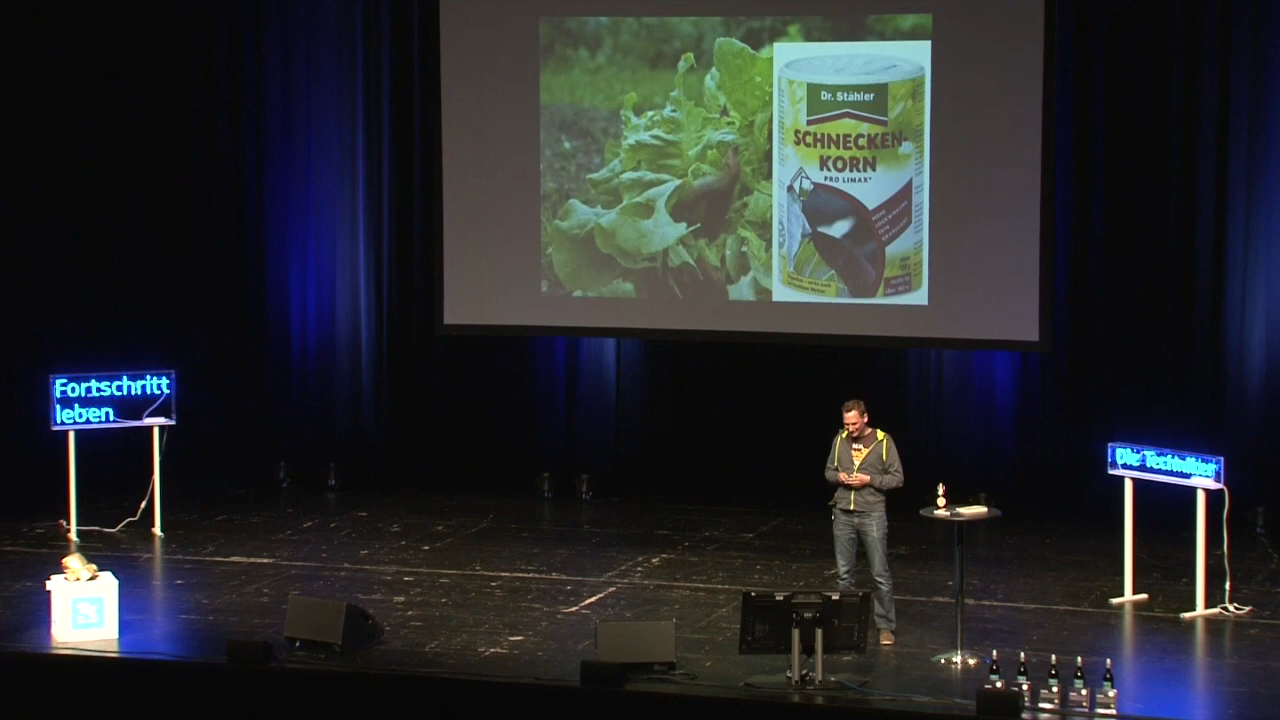 Dr. Stähler
SCHNECKEN-
KORN
PRO LIMAX®
Fortschritt
leben
Die Techniker